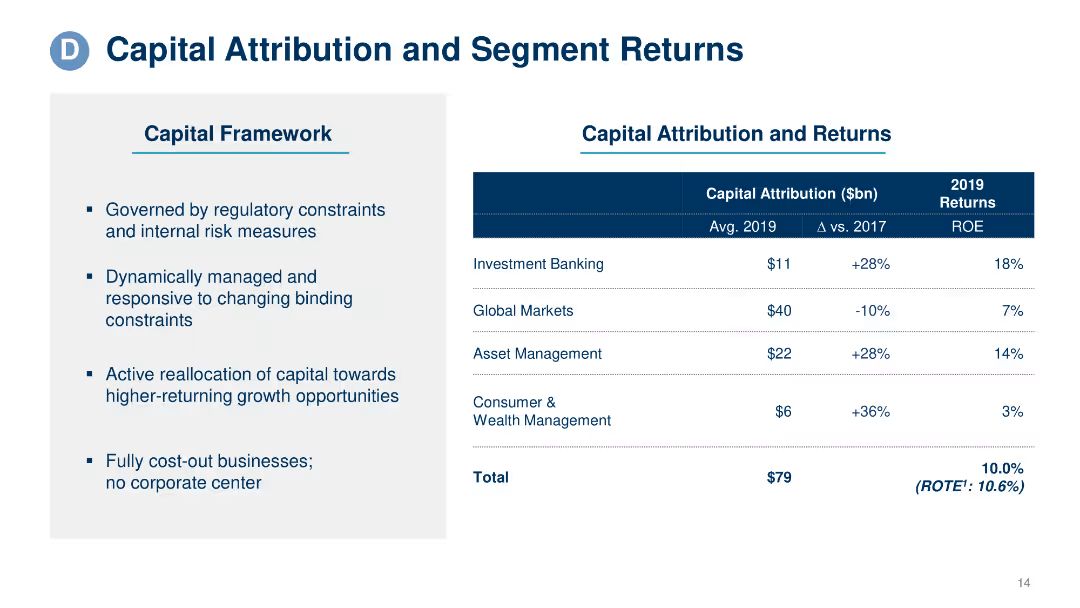 D Capital Attribution and Segment Returns
Capital Framework
▪ Governed by regulatory constraints
and internal risk measures
▪ Dynamically managed and
responsive to changing binding
constraints
▪ Active reallocation of capital towards
higher-returning growth opportunities
▪ Fully cost-out businesses;
no corporate center
Capital Attribution and Returns
Capital Attribution ($bn) 2019
Returns
Avg. 2019 Δ vs. 2017 ROE
Investment Banking $11 +28% 18%
Global Markets $40 -10% 7%
Asset Management $22 +28% 14%
Consumer &
Wealth Management $6 +36% 3%
Total $79 10.0%
(ROTE†: 10.6%)
14